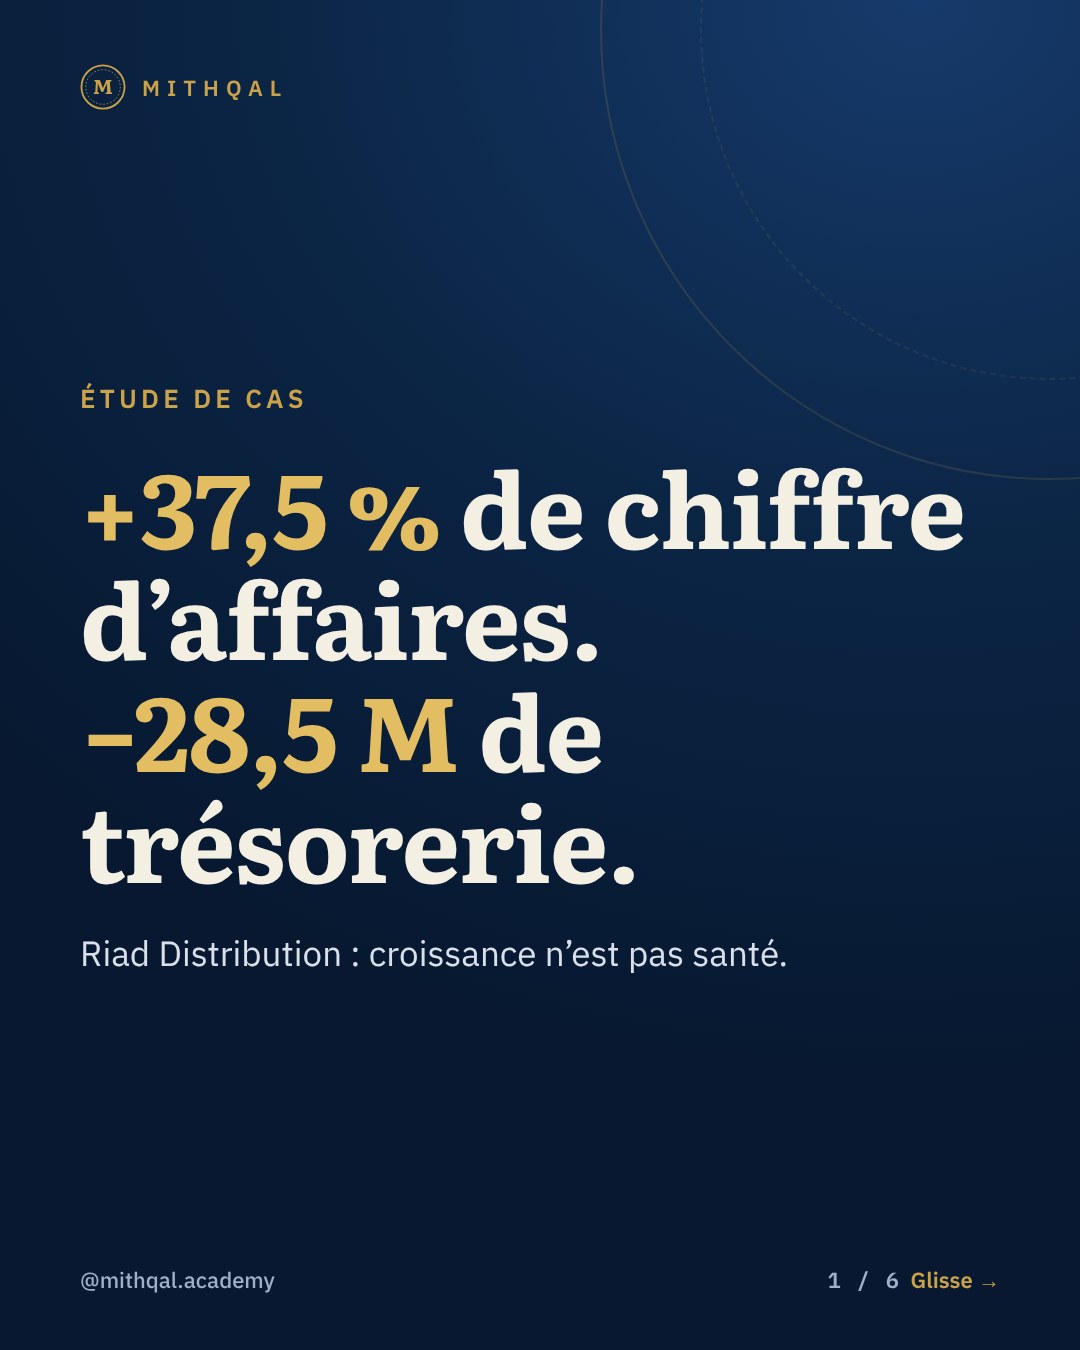 M MITHQAL
ÉTUDE DE CAS
+37,5 % de chiffre
d’affaires.
−28,5 M de
trésorerie.
Riad Distribution : croissance n’est pas santé.
@mithqal.academy
1 / 6 Glisse →